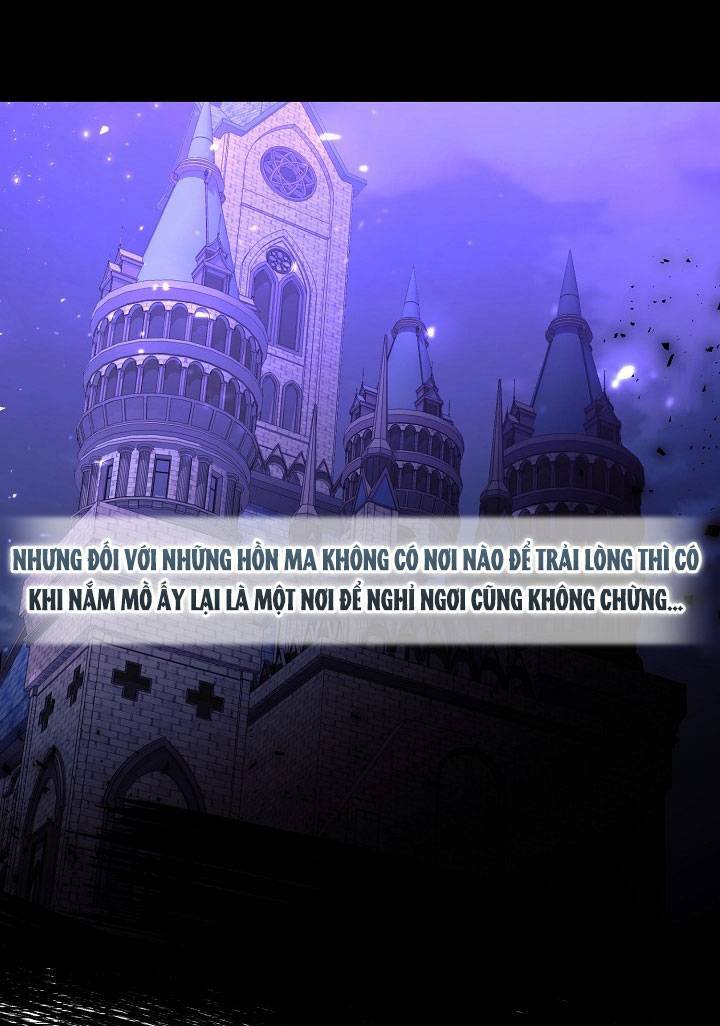 NHƯNG ĐỐI VỚI NHỮNG HỒN MA KHÔNG CÓ NƠI NÀO ĐỂ TRẢI LÒNG THÌ CÓ
KHI NẮM MỒ ẤY LẠI LÀ MỘT NƠI ĐỂ NGHỈ NGƠI CŨNG KHÔNG CHỪNG...